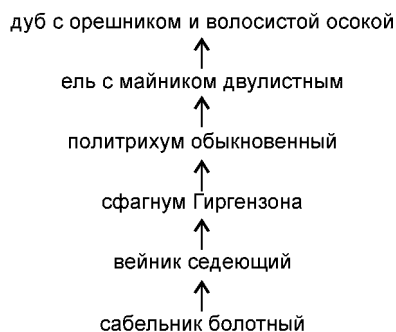 дуб с орешником и волосистой осокой
ель с майником двулистным
политрихум обыкновенный
сфагнум Гиргензона
вейник седеющий
сабельник болотный